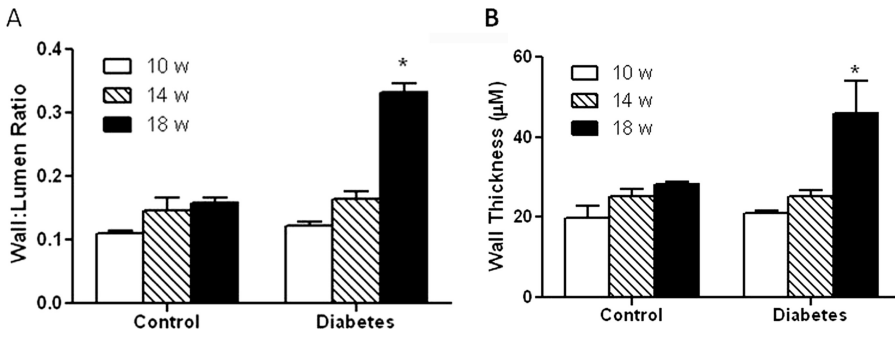 A
Wall:Lumen Ratio
0.4
0.3
0.2
0.1
0.0
10 w
14 w
18 w
*
Control
Diabetes
B
Wall Thickness (μM)
60
40
20
0
10 w
14 w
18 w
*
Control
Diabetes